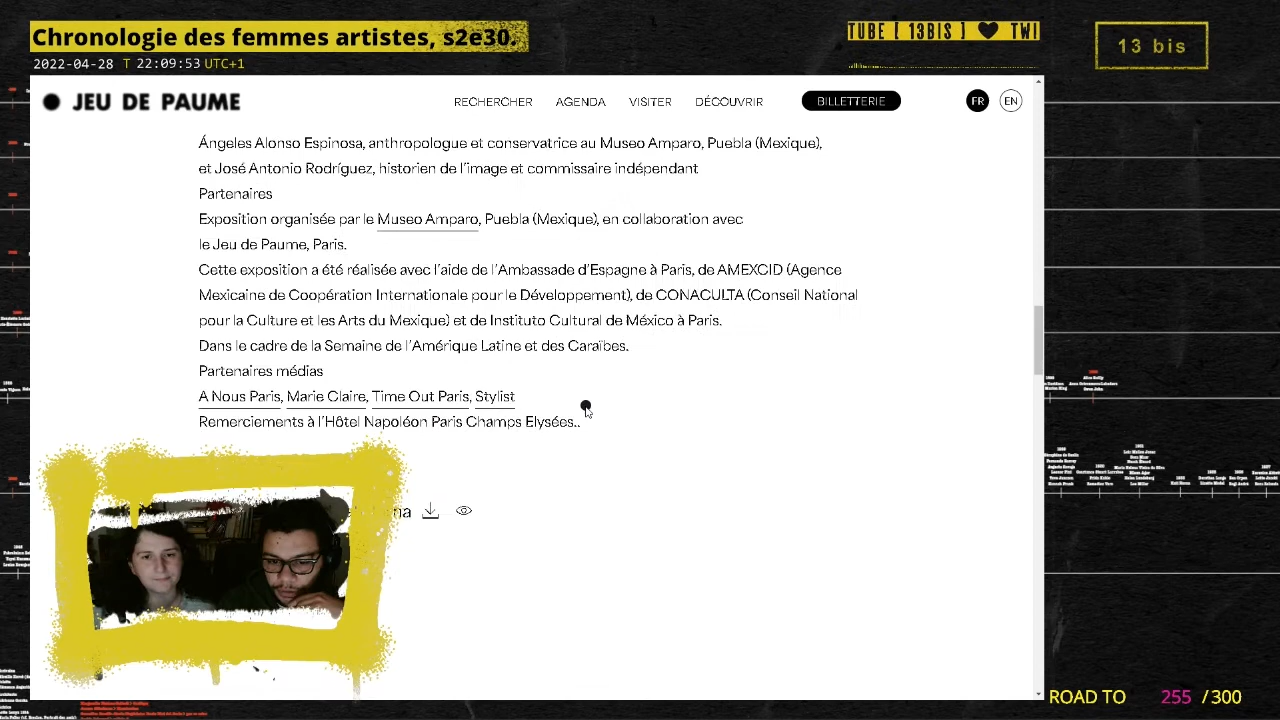 Chronologie des femmes artistes, s2e30.
2022-04-28 T 22:09:53 UTC+1
TUBE [ 13BIS ] TWI
13 bis
JEU DE PAUME
RECHERCHER AGENDA VISITER DÉCOUVRIR BILLETTERIE FR EN
Ángeles Alonso Espinosa, anthropologue et conservatrice au Museo Amparo, Puebla (Mexique),
et José Antonio Rodríguez, historien de l'image et commissaire indépendant
Partenaires
Exposition organisée par le Museo Amparo, Puebla (Mexique), en collaboration avec
le Jeu de Paume, Paris.
Cette exposition a été réalisée avec l'aide de l'Ambassade d'Espagne à Paris, de AMEXCID (Agence
Mexicaine de Coopération Internationale pour le Développement), de CONACULTA (Conseil National
pour la Culture et les Arts du Mexique) et de Instituto Cultural de México à Paris.
Dans le cadre de la Semaine de l'Amérique Latine et des Caraïbes.
Partenaires médias
A Nous Paris, Marie Claire, Time Out Paris, Stylist
Remerciements à l'Hôtel Napoléon Paris Champs Elysées..
na
ROAD TO 255 / 300